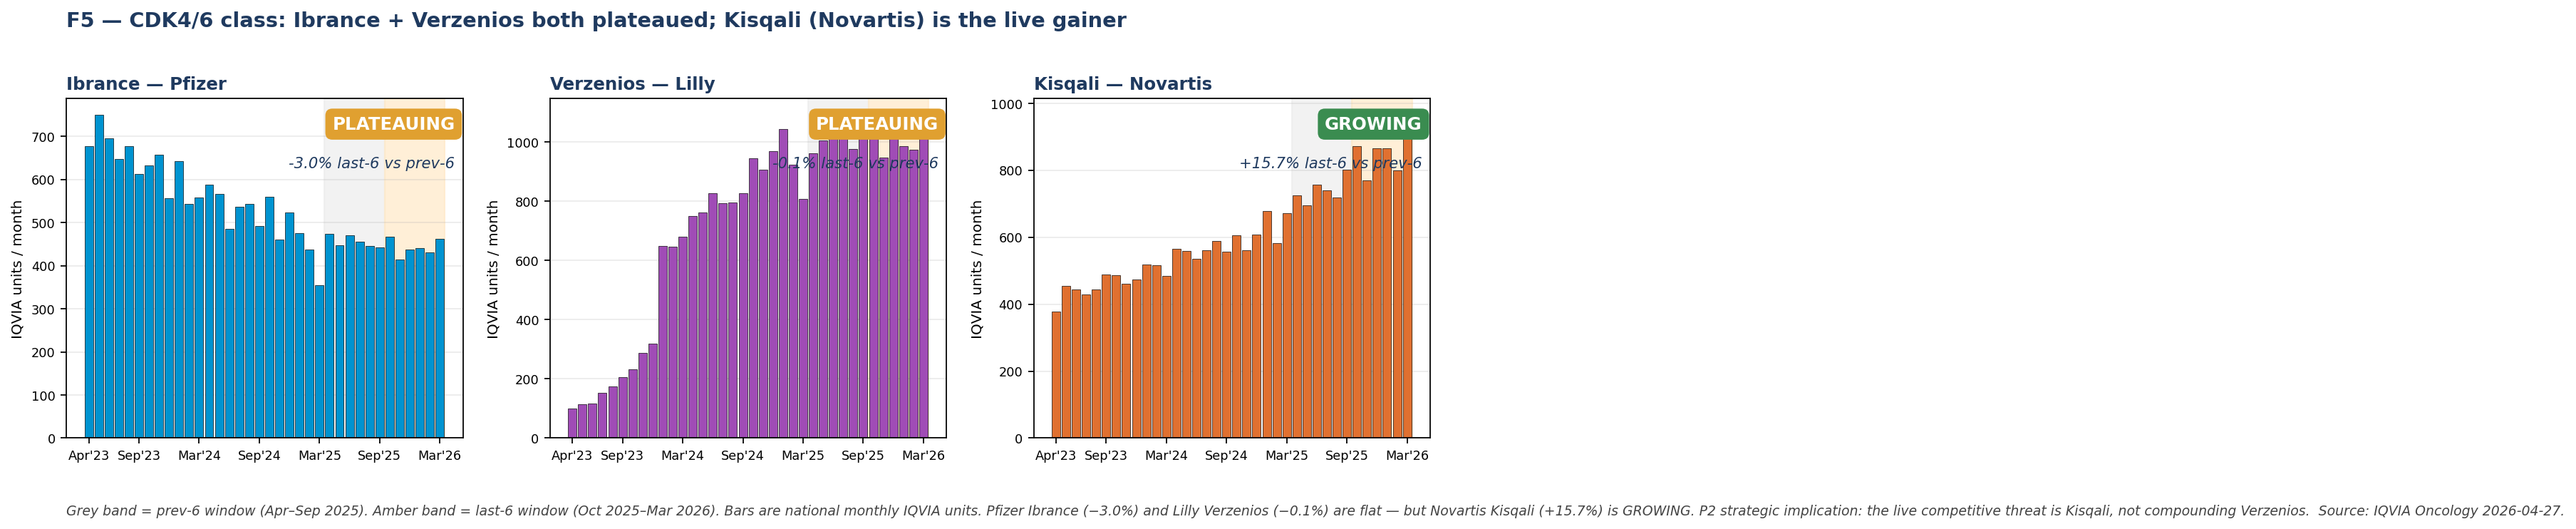 F5 — CDK4/6 class: Ibrance + Verzenios both plateaued; Kisqali (Novartis) is the live gainer
Ibrance — Pfizer
PLATEAUING
-3.0% last-6 vs prev-6
IQVIA units / month
700
600
500
400
300
200
100
0
Apr'23 Sep'23 Mar'24 Sep'24 Mar'25 Sep'25 Mar'26
Verzenios — Lilly
PLATEAUING
-0.1% last-6 vs prev-6
IQVIA units / month
1000
800
600
400
200
0
Apr'23 Sep'23 Mar'24 Sep'24 Mar'25 Sep'25 Mar'26
Kisqali — Novartis
GROWING
+15.7% last-6 vs prev-6
IQVIA units / month
1000
800
600
400
200
0
Apr'23 Sep'23 Mar'24 Sep'24 Mar'25 Sep'25 Mar'26
Grey band = prev-6 window (Apr–Sep 2025). Amber band = last-6 window (Oct 2025–Mar 2026). Bars are national monthly IQVIA units. Pfizer Ibrance (−3.0%) and Lilly Verzenios (−0.1%) are flat — but Novartis Kisqali (+15.7%) is GROWING. P2 strategic implication: the live competitive threat is Kisqali, not compounding Verzenios.  Source: IQVIA Oncology 2026-04-27.